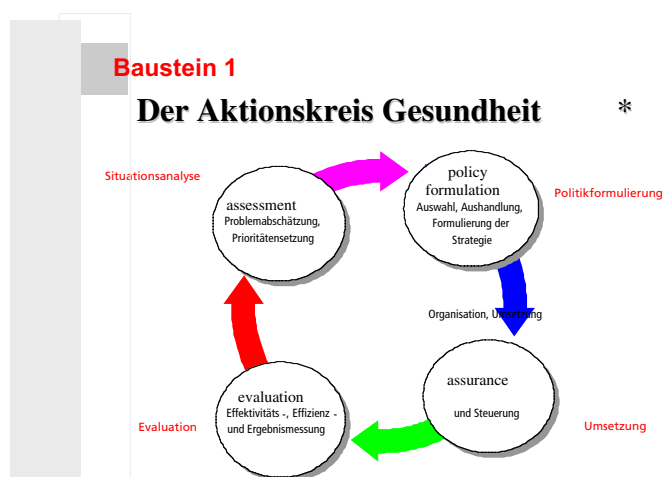 Baustein 1
Der Aktionskreis Gesundheit *
Situationsanalyse
assessment
Problemabschätzung,
Prioritätensetzung
policy
formulation
Auswahl, Aushandlung,
Formulierung der
Strategie
Politikformulierung
Organisation, Umsetzung
assurance
und Steuerung
Umsetzung
evaluation
Effektivitäts -, Effizienz -
und Ergebnismessung
Evaluation